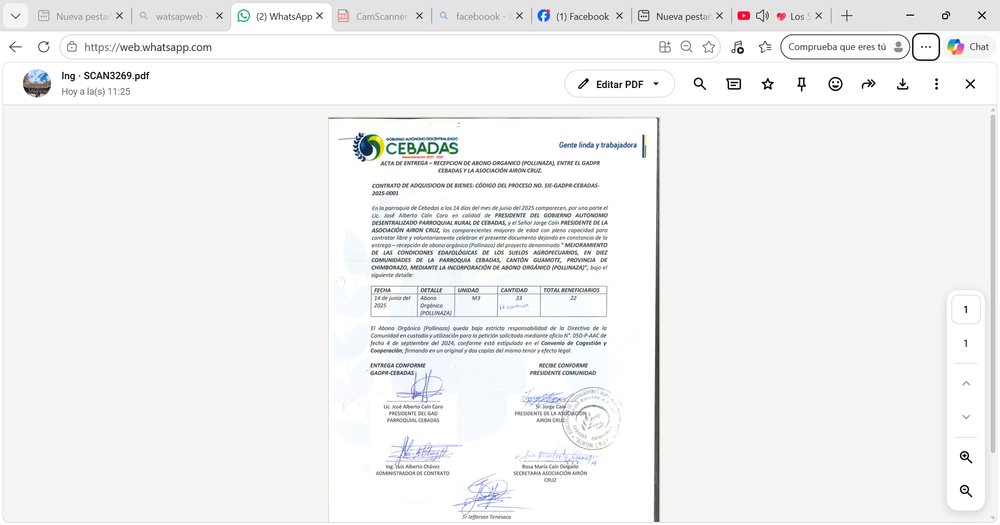 Nueva pestañ
watsapweb -
(2) WhatsApp
CamScanner
faceboook - E
(1) Facebook
Nueva pestañ
Los 5
https://web.whatsapp.com
Comprueba que eres tú
Chat
Ing · SCAN3269.pdf
Hoy a la(s) 11:25
Editar PDF
GOBIERNO AUTÓNOMO DESCENTRALIZADO
CEBADAS
Administración 2023 - 2027
Gente linda y trabajadora
ACTA DE ENTREGA – RECEPCION DE ABONO ORGANICO (POLLINAZA), ENTRE EL GADPR
CEBADAS Y LA ASOCIACIÓN AIRON CRUZ.
CONTRATO DE ADQUISICION DE BIENES: CÓDIGO DEL PROCESO NO. SIE-GADPR-CEBADAS-
2025-0001
En la parroquia de Cebadas a los 14 días del mes de junio del 2025 comparecen, por una parte el
Lic. José Alberto Caín Coro en calidad de PRESIDENTE DEL GOBIERNO AUTONOMO
DESENTRALIZADO PARROQUIAL RURAL DE CEBADAS, y el Señor Jorge Caín PRESIDENTE DE LA
ASOCIACIÓN AIRON CRUZ, los comparecientes mayores de edad con plena capacidad para
contratar libre y voluntariamente celebran el presente documento dejando en constancia de la
entrega – recepción de abono orgánico (Pollinaza) del proyecto denominado " MEJORAMIENTO
DE LAS CONDICIONES EDAFOLÓGICAS DE LOS SUELOS AGROPECUARIOS, EN DIEZ
COMUNIDADES DE LA PARROQUIA CEBADAS, CANTÓN GUAMOTE, PROVINCIA DE
CHIMBORAZO, MEDIANTE LA INCORPORACIÓN DE ABONO ORGÁNICO (POLLINAZA)", bajo el
siguiente detalle:
FECHA DETALLE UNIDAD CANTIDAD TOTAL BENEFICIARIOS
14 de junio del Abono M3 33 22
2025 Orgánico camión
(POLLINAZA)
El Abono Orgánico (Pollinaza) queda bajo estricta responsabilidad de la Directiva de la
Comunidad en custodia y utilización para la petición solicitada mediante oficio N°. 050-P-AAC de
fecha 4 de septiembre del 2024, conforme está estipulada en el Convenio de Cogestión y
Cooperación; firmando en un original y dos copias del mismo tenor y efecto legal.
ENTREGA CONFORME RECIBE CONFORME
GADPR-CEBADAS PRESIDENTE COMUNIDAD
Lic. José Alberto Caín Coro Sr. Jorge Caín
PRESIDENTE DEL GAD PRESIDENTE DE LA ASOCIACIÓN
PARROQUIAL CEBADAS AIRON CRUZ
CEBADAS CHIMBORAZO
"AIRON CRUZ"
Ing. Luis Alberto Chávez Rosa María Caín Delgado
ADMINISTRADOR DE CONTRATO SECRETARIA ASOCIACIÓN AIRÓN
CRUZ
Sr Jefferson Tenesaca
1
1